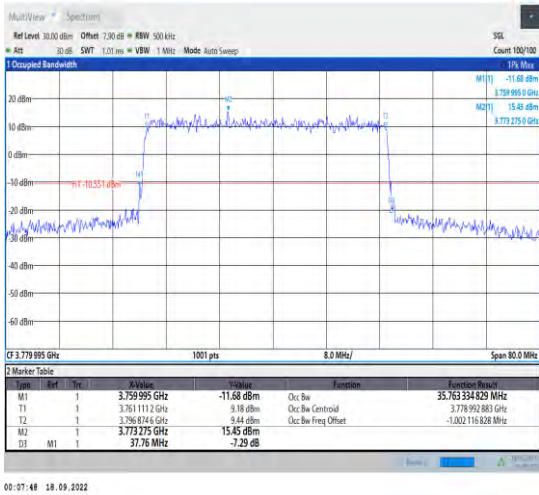 MultiView Spectrum
Ref Level 30.00 dBm Offset 7.90 dB RBW 500 kHz SGL
Att 30 dB SWT 1.01 ms VBW 1 MHz Mode Auto Sweep Count 100/100
1 Occupied Bandwidth 1Pk Max
M1[1] -11.68 dBm
3.759 995 0 GHz
M2[1] 15.43 dBm
3.773 275 0 GHz
20 dBm
M2
T1
T2
10 dBm
0 dBm
-10 dBm
M1
H1 -10.551 dBm
-20 dBm
-30 dBm
-40 dBm
-50 dBm
-60 dBm
CF 3.779 995 GHz 1001 pts 8.0 MHz/ Span 80.0 MHz
2 Marker Table
Type Ref Trc X-Value Y-Value Function Function Result
M1 1 3.759 995 GHz -11.68 dBm Occ Bw 35.763 334 829 MHz
T1 1 3.761 111 2 GHz 9.18 dBm Occ Bw Centroid 3.778 992 883 GHz
T2 1 3.796 874 6 GHz 9.44 dBm Occ Bw Freq Offset -1.002 116 828 MHz
M2 1 3.773 275 GHz 15.45 dBm
D3 M1 1 37.76 MHz -7.29 dB
00:07:48 18.09.2022